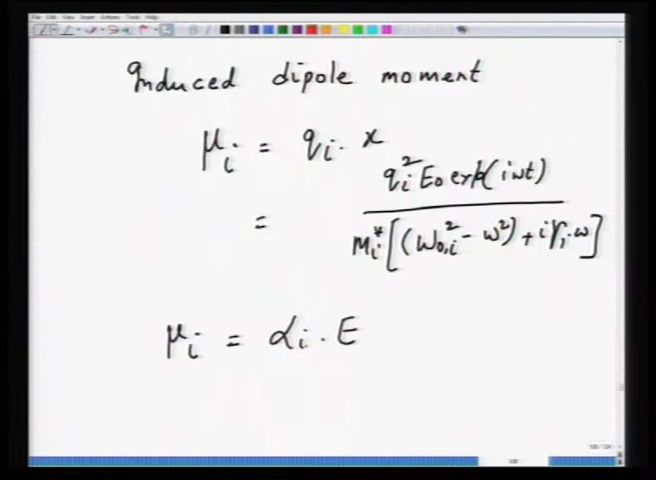 Induced dipole moment
μi = qi · x
= qi² E0 exp(iωt) / Mi* [(ω0,i² - ω²) + iγi·ω]
μi = αi · E